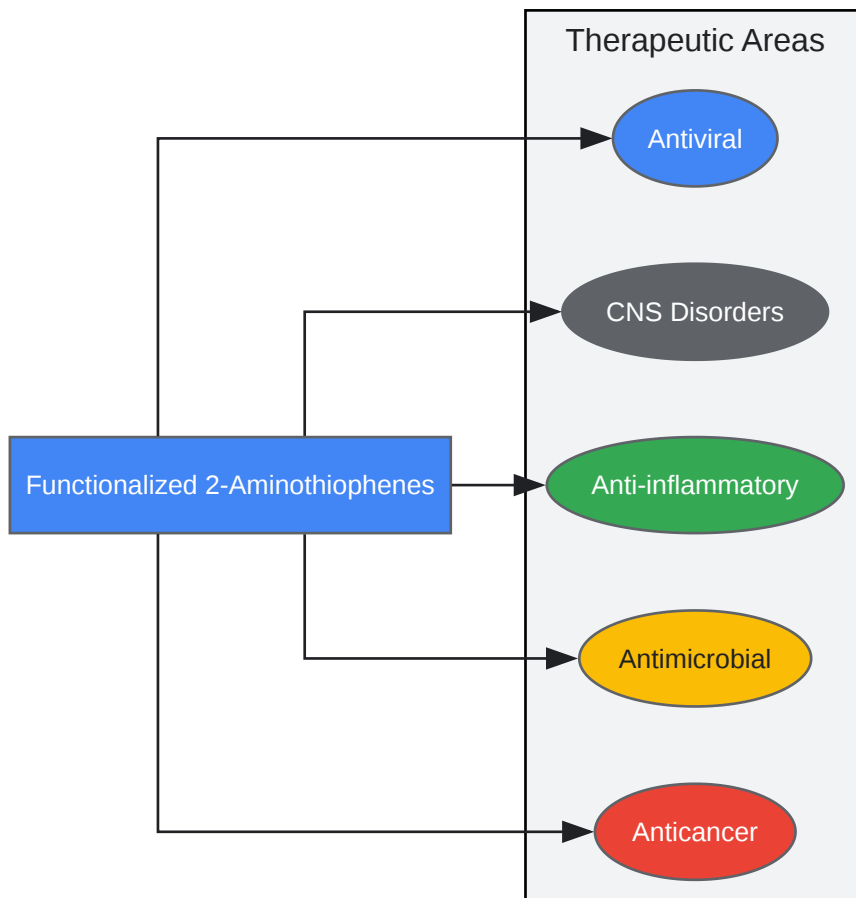 Therapeutic Areas
Antiviral
CNS Disorders
Functionalized 2-Aminothiophenes
Anti-inflammatory
Antimicrobial
Anticancer